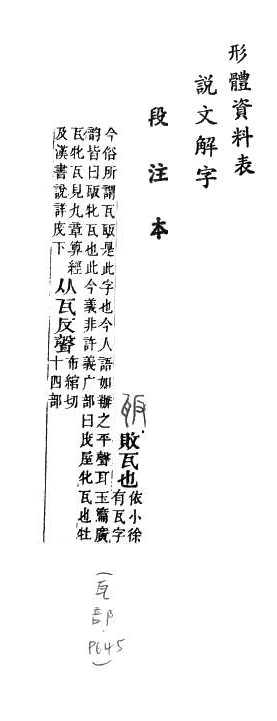 形體資料表
說文解字
段注本
瓪 敗瓦也 依小徐有瓦字
今俗所謂瓦瓪是此字也今人語如辦之平聲耳玉篇廣
韵皆曰瓪牝瓦也此今義非許義广部曰屋牝瓦也牡
瓦牝瓦見九章算經
及漢書說詳下
从瓦反聲 布綰切十四部
(瓦部.P645)